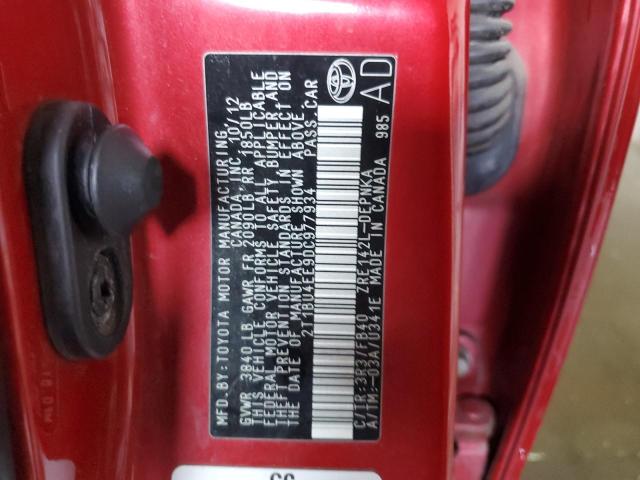 MFD.BY:TOYOTA MOTOR MANUFACTURING,
CANADA, INC. 10/12
GVWR 3840 LB GAWR FR 2090LB RR 1850LB
THIS VEHICLE CONFORMS TO ALL APPLICABLE
FEDERAL MOTOR VEHICLE SAFETY, BUMPER AND
THEFT PREVENTION STANDARDS IN EFFECT ON
THE DATE OF MANUFACTURE SHOWN ABOVE.
2T1BU4EE9DC977934 PASS.CAR
C/TR:3R3/FB40 ZRE142L-DEPNKA
A/TM:-03A/U341E MADE IN CANADA 985
AD